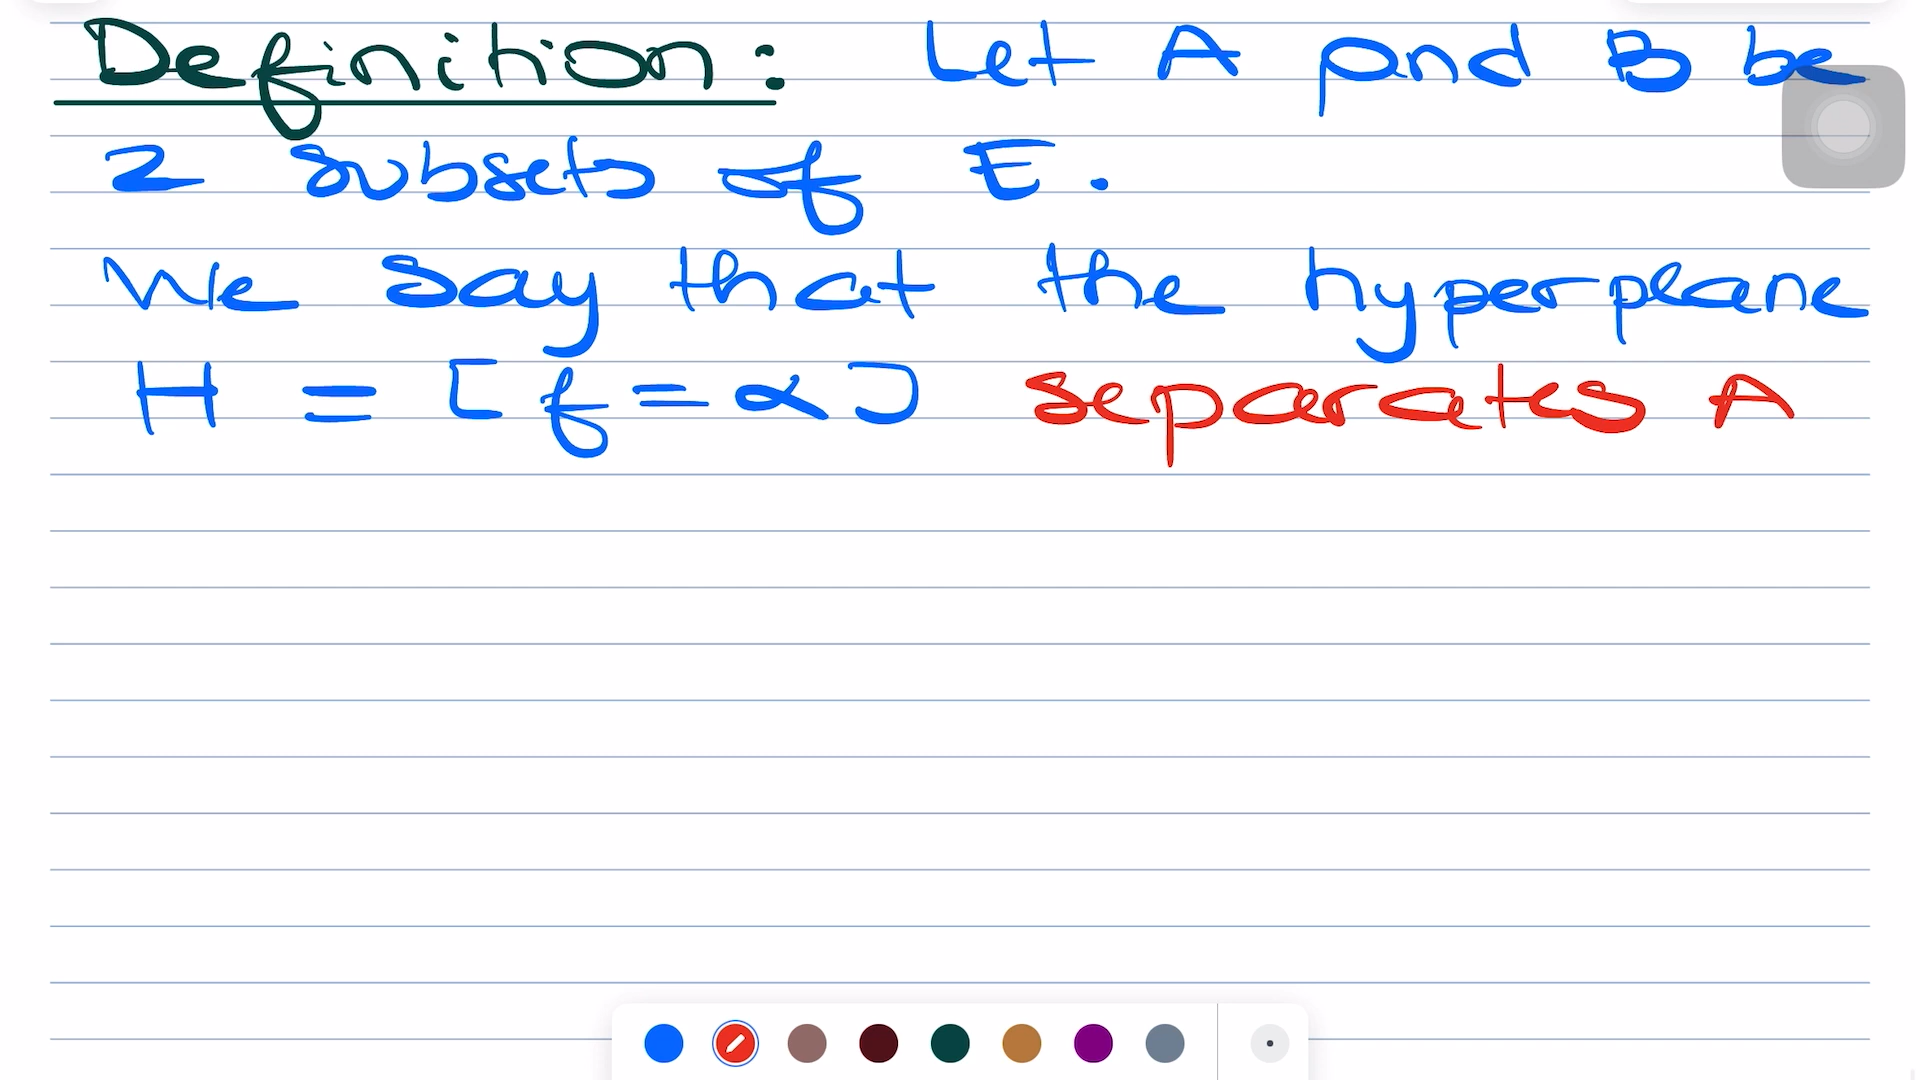 Definition: Let A and B be
2 subsets of E.
We say that the hyperplane
H = [f = α] separates A